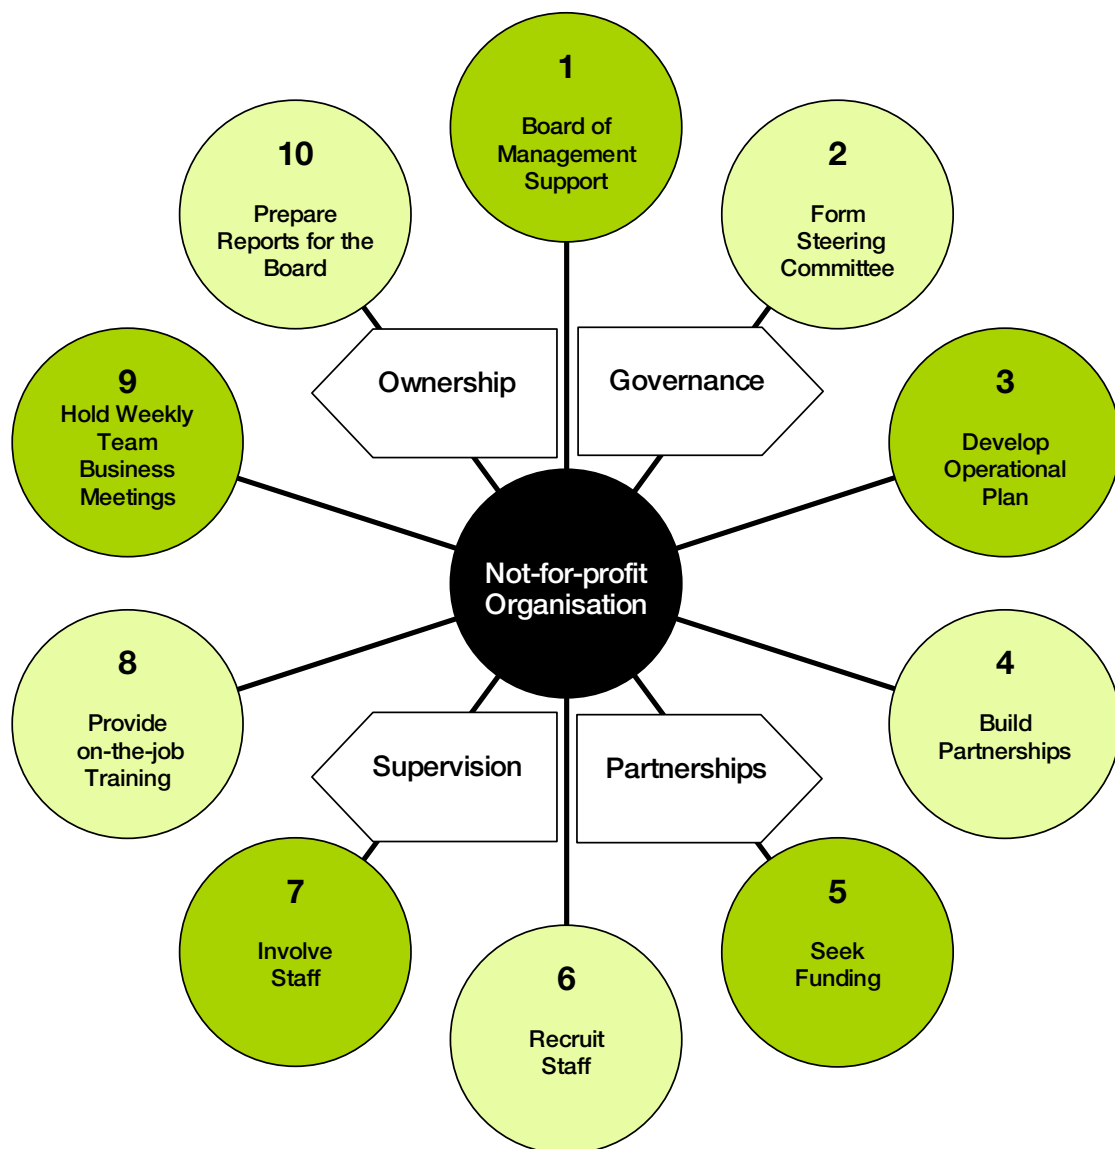 1
Board of
Management
Support
2
Form
Steering
Committee
3
Develop
Operational
Plan
4
Build
Partnerships
5
Seek
Funding
6
Recruit
Staff
7
Involve
Staff
8
Provide
on-the-job
Training
9
Hold Weekly
Team
Business
Meetings
10
Prepare
Reports for the
Board
Ownership
Governance
Not-for-profit
Organisation
Supervision
Partnerships